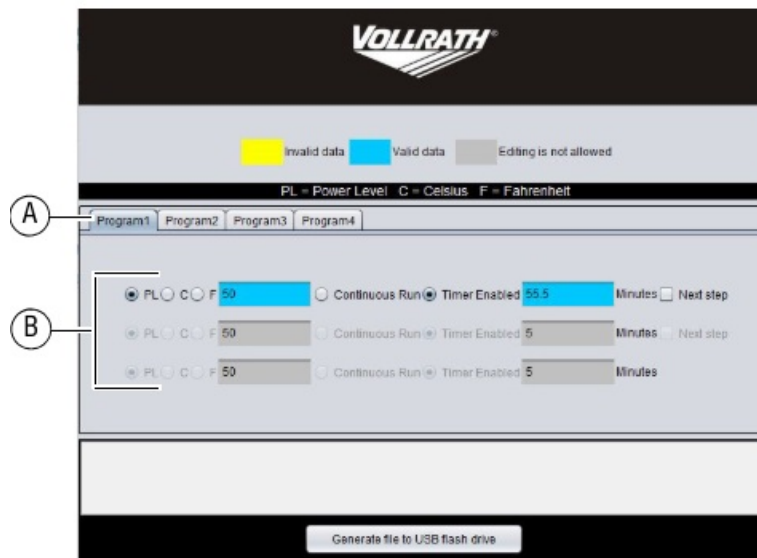 VOLLRATH®
Invalid data Valid data Editing is not allowed
PL = Power Level C = Celsius F = Fahrenheit
A
Program1 Program2 Program3 Program4
B
PL C F 50 Continuous Run Timer Enabled 55.5 Minutes Next step
PL C F 50 Continuous Run Timer Enabled 5 Minutes Next step
PL C F 50 Continuous Run Timer Enabled 5 Minutes
Generate file to USB flash drive